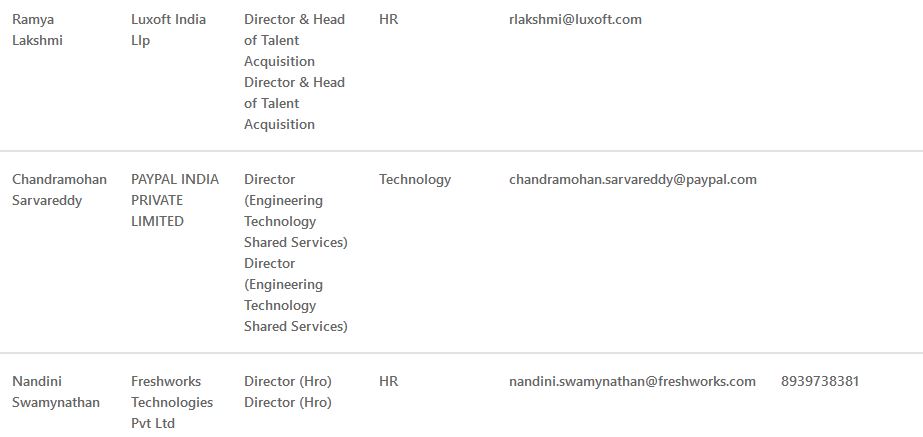 Ramya Lakshmi
Luxoft India Llp
Director & Head of Talent Acquisition
Director & Head of Talent Acquisition
HR
rlakshmi@luxoft.com
Chandramohan Sarvareddy
PAYPAL INDIA PRIVATE LIMITED
Director (Engineering Technology Shared Services)
Director (Engineering Technology Shared Services)
Technology
chandramohan.sarvareddy@paypal.com
Nandini Swamynathan
Freshworks Technologies Pvt Ltd
Director (Hro)
Director (Hro)
HR
nandini.swamynathan@freshworks.com
8939738381